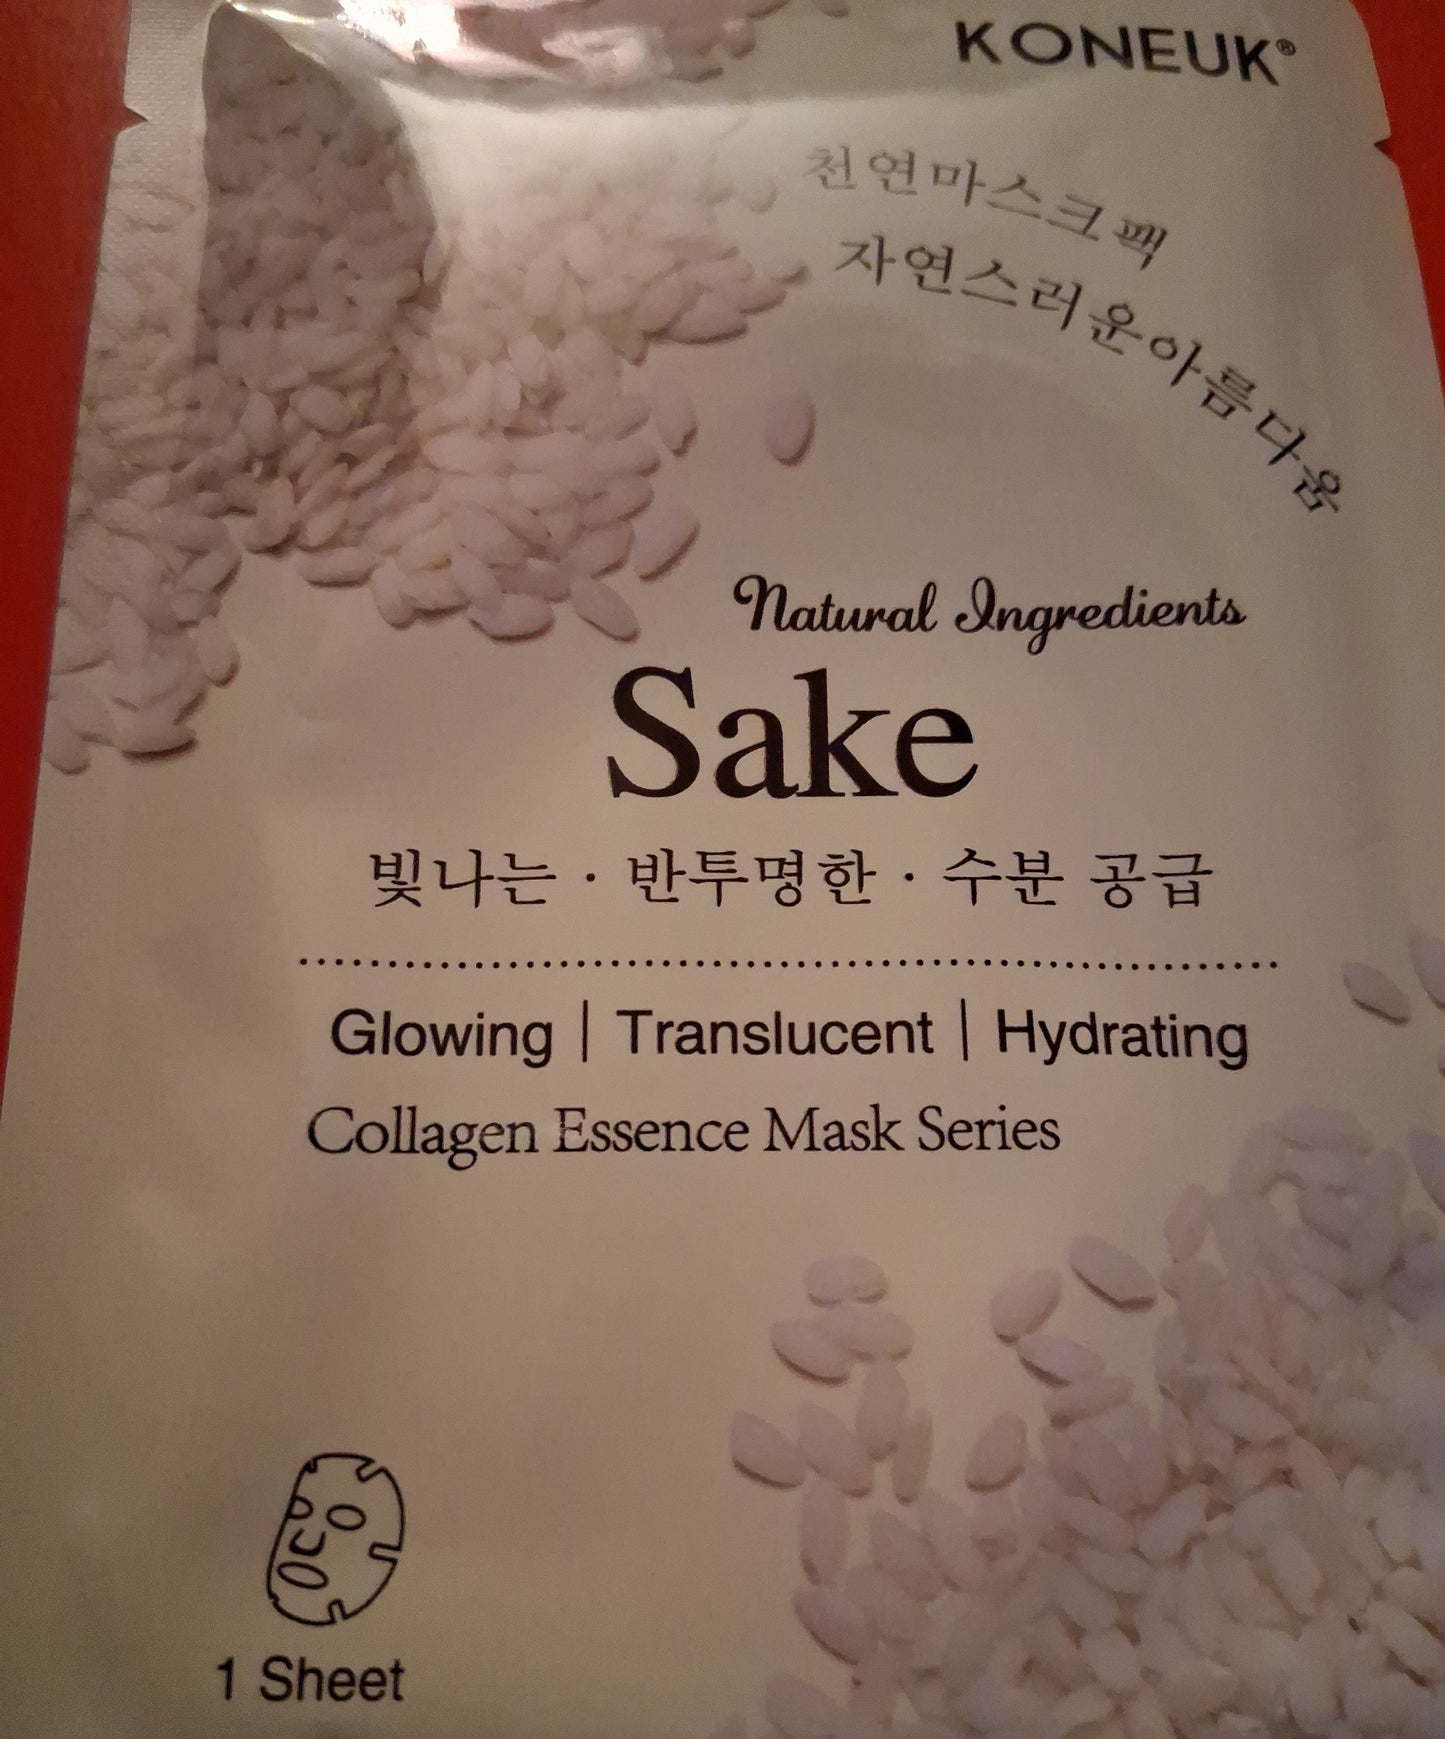 KONEUK®
천연마스크팩
자연스러운아름다움
Natural Ingredients
Sake
빛나는 · 반투명한 · 수분 공급
Glowing | Translucent | Hydrating
Collagen Essence Mask Series
1 Sheet